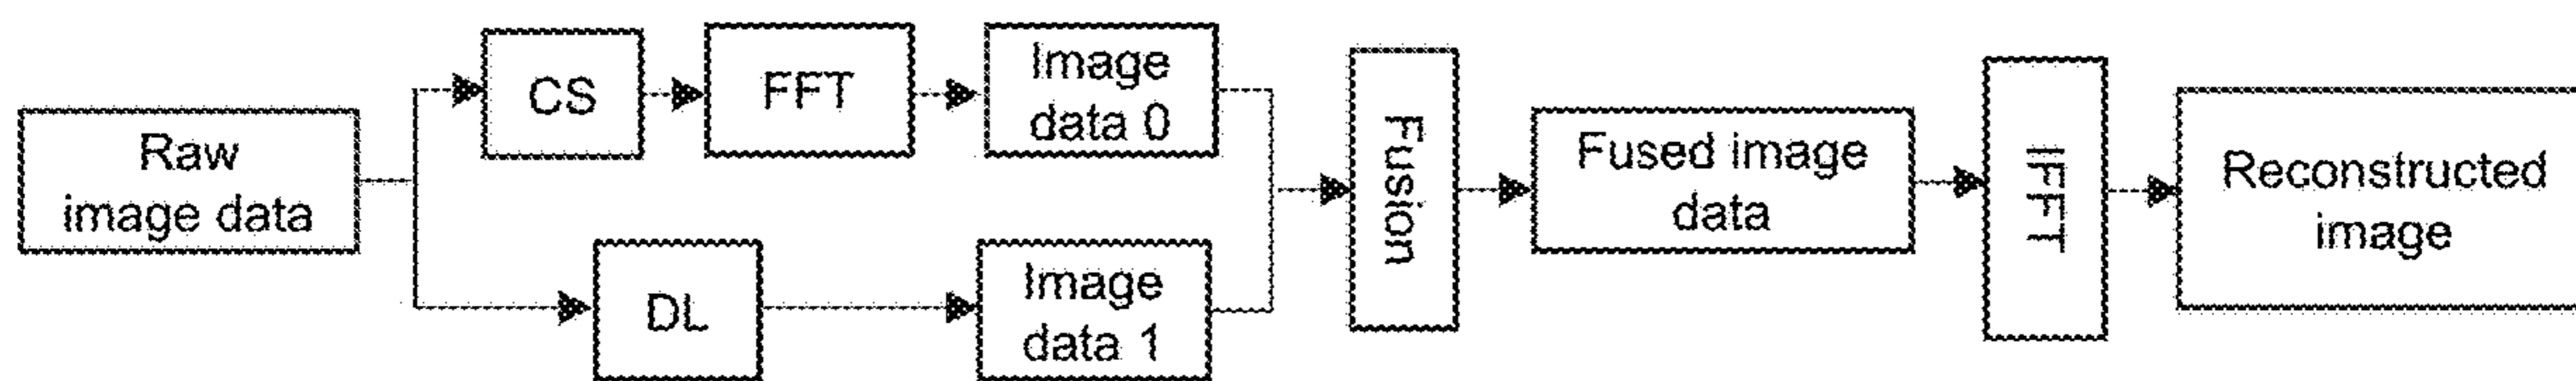 Raw
image data
CS
FFT
Image
data 0
DL
Image
data 1
Fusion
Fused image
data
IFFT
Reconstructed
image